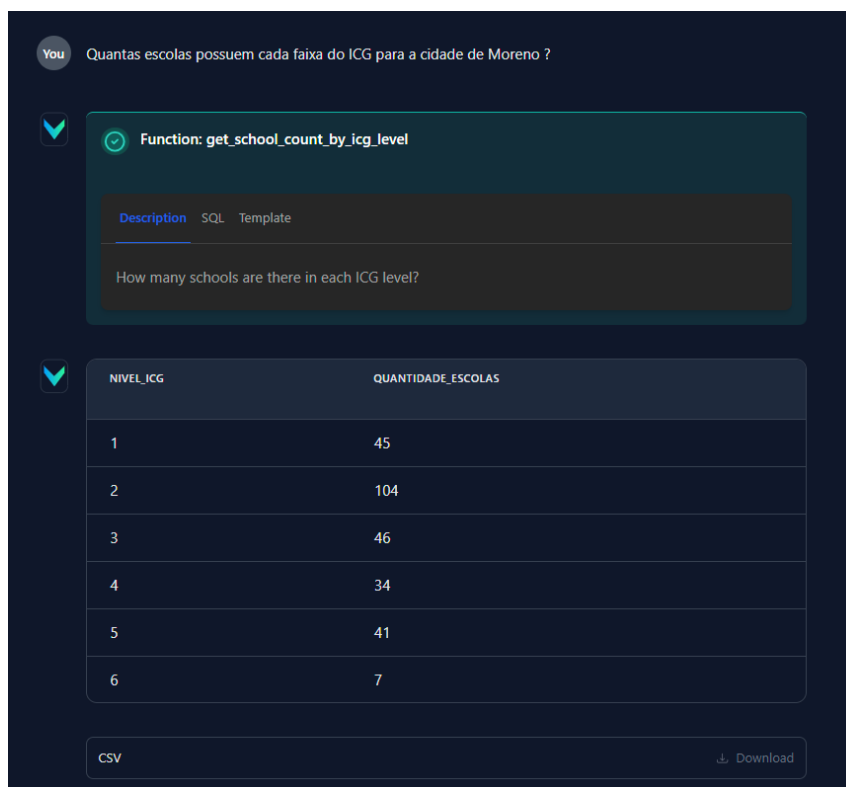 You Quantas escolas possuem cada faixa do ICG para a cidade de Moreno ?
Function: get_school_count_by_icg_level
Description SQL Template
How many schools are there in each ICG level?
NIVEL_ICG QUANTIDADE_ESCOLAS
1 45
2 104
3 46
4 34
5 41
6 7
CSV Download